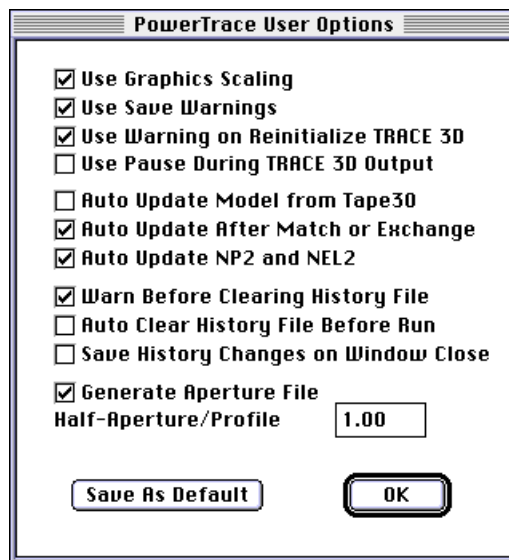 PowerTrace User Options
Use Graphics Scaling
Use Save Warnings
Use Warning on Reinitialize TRACE 3D
Use Pause During TRACE 3D Output
Auto Update Model from Tape30
Auto Update After Match or Exchange
Auto Update NP2 and NEL2
Warn Before Clearing History File
Auto Clear History File Before Run
Save History Changes on Window Close
Generate Aperture File
Half-Aperture/Profile 1.00
Save As Default OK